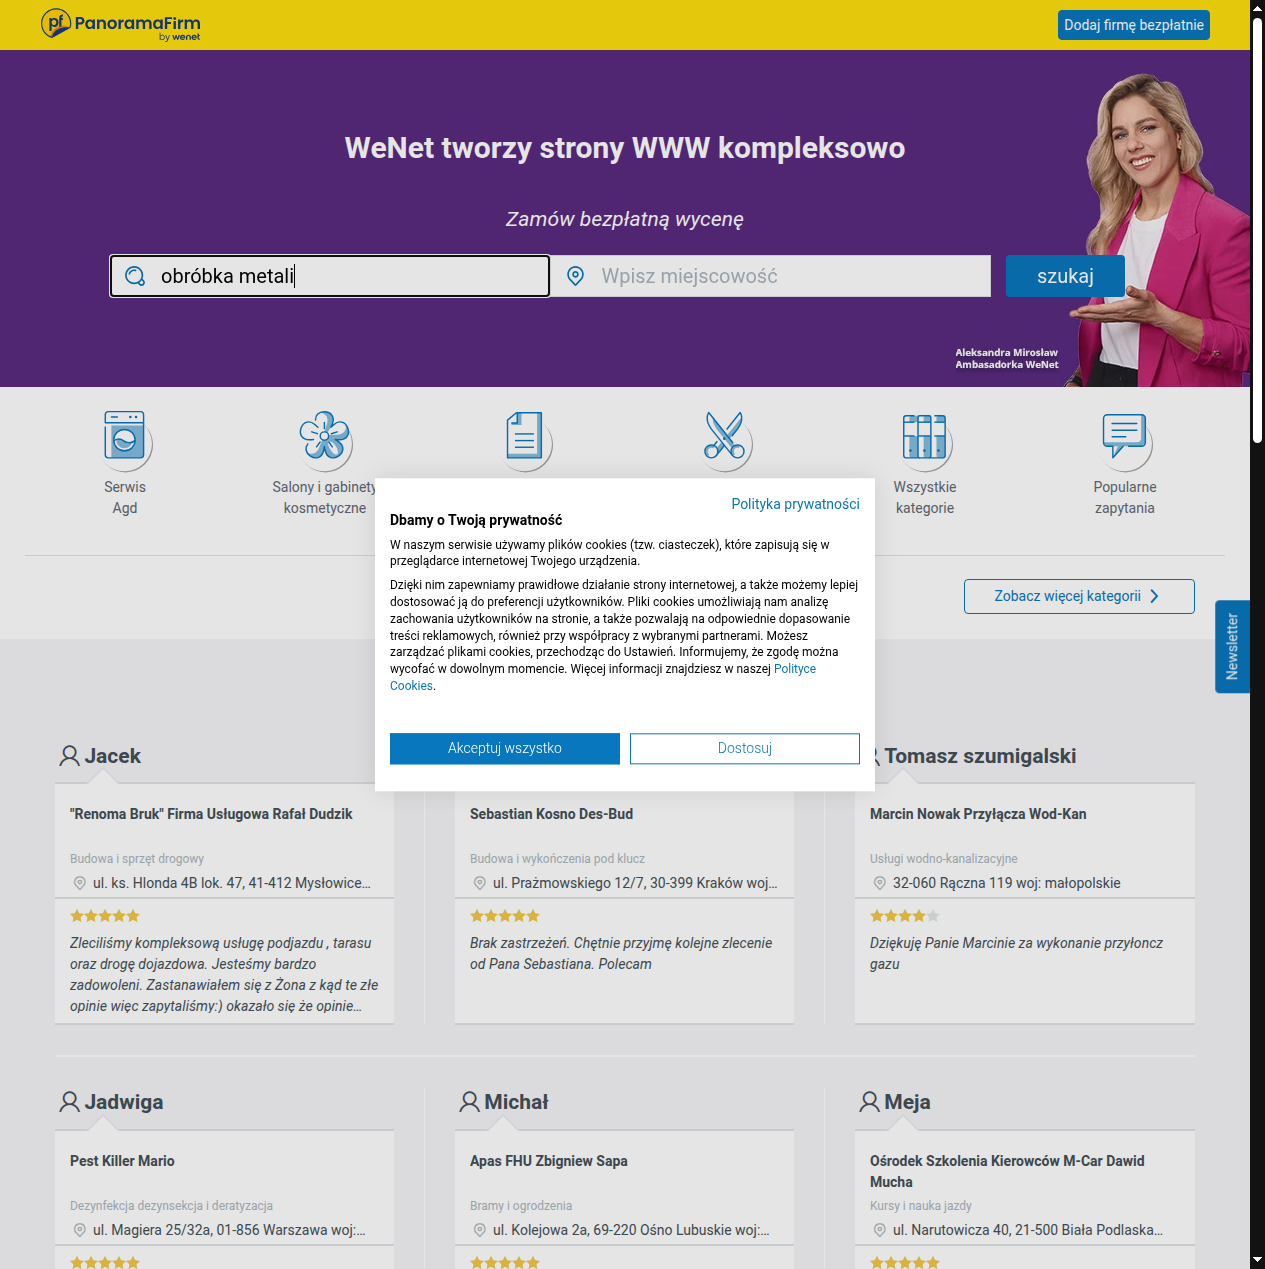 pf PanoramaFirm
by wenet
Dodaj firmę bezpłatnie
WeNet tworzy strony WWW kompleksowo
Zamów bezpłatną wycenę
obróbka metali
Wpisz miejscowość
szukaj
Aleksandra Mirosław
Ambasadorka WeNet
Serwis
Agd
Salony i gabinety
kosmetyczne
Wszystkie
kategorie
Popularne
zapytania
Polityka prywatności
Dbamy o Twoją prywatność
W naszym serwisie używamy plików cookies (tzw. ciasteczek), które zapisują się w
przeglądarce internetowej Twojego urządzenia.
Dzięki nim zapewniamy prawidłowe działanie strony internetowej, a także możemy lepiej
dostosować ją do preferencji użytkowników. Pliki cookies umożliwiają nam analizę
zachowania użytkowników na stronie, a także pozwalają na odpowiednie dopasowanie
treści reklamowych, również przy współpracy z wybranymi partnerami. Możesz
zarządzać plikami cookies, przechodząc do Ustawień. Informujemy, że zgodę można
wycofać w dowolnym momencie. Więcej informacji znajdziesz w naszej Polityce
Cookies.
Akceptuj wszystko
Dostosuj
Zobacz więcej kategorii
Newsletter
Jacek
"Renoma Bruk" Firma Usługowa Rafał Dudzik
Budowa i sprzęt drogowy
ul. ks. Hlonda 4B lok. 47, 41-412 Mysłowice...
Zleciliśmy kompleksową usługę podjazdu , tarasu
oraz drogę dojazdowa. Jesteśmy bardzo
zadowoleni. Zastanawiałem się z Żona z kąd te złe
opinie więc zapytaliśmy:) okazało się że opinie...
Sebastian Kosno Des-Bud
Budowa i wykończenia pod klucz
ul. Prażmowskiego 12/7, 30-399 Kraków woj...
Brak zastrzeżeń. Chętnie przyjmę kolejne zlecenie
od Pana Sebastiana. Polecam
Tomasz szumigalski
Marcin Nowak Przyłącza Wod-Kan
Usługi wodno-kanalizacyjne
32-060 Rączna 119 woj: małopolskie
Dziękuję Panie Marcinie za wykonanie przyłoncz
gazu
Jadwiga
Pest Killer Mario
Dezynfekcja dezynsekcja i deratyzacja
ul. Magiera 25/32a, 01-856 Warszawa woj:...
Michał
Apas FHU Zbigniew Sapa
Bramy i ogrodzenia
ul. Kolejowa 2a, 69-220 Ośno Lubuskie woj:...
Meja
Ośrodek Szkolenia Kierowców M-Car Dawid
Mucha
Kursy i nauka jazdy
ul. Narutowicza 40, 21-500 Biała Podlaska...